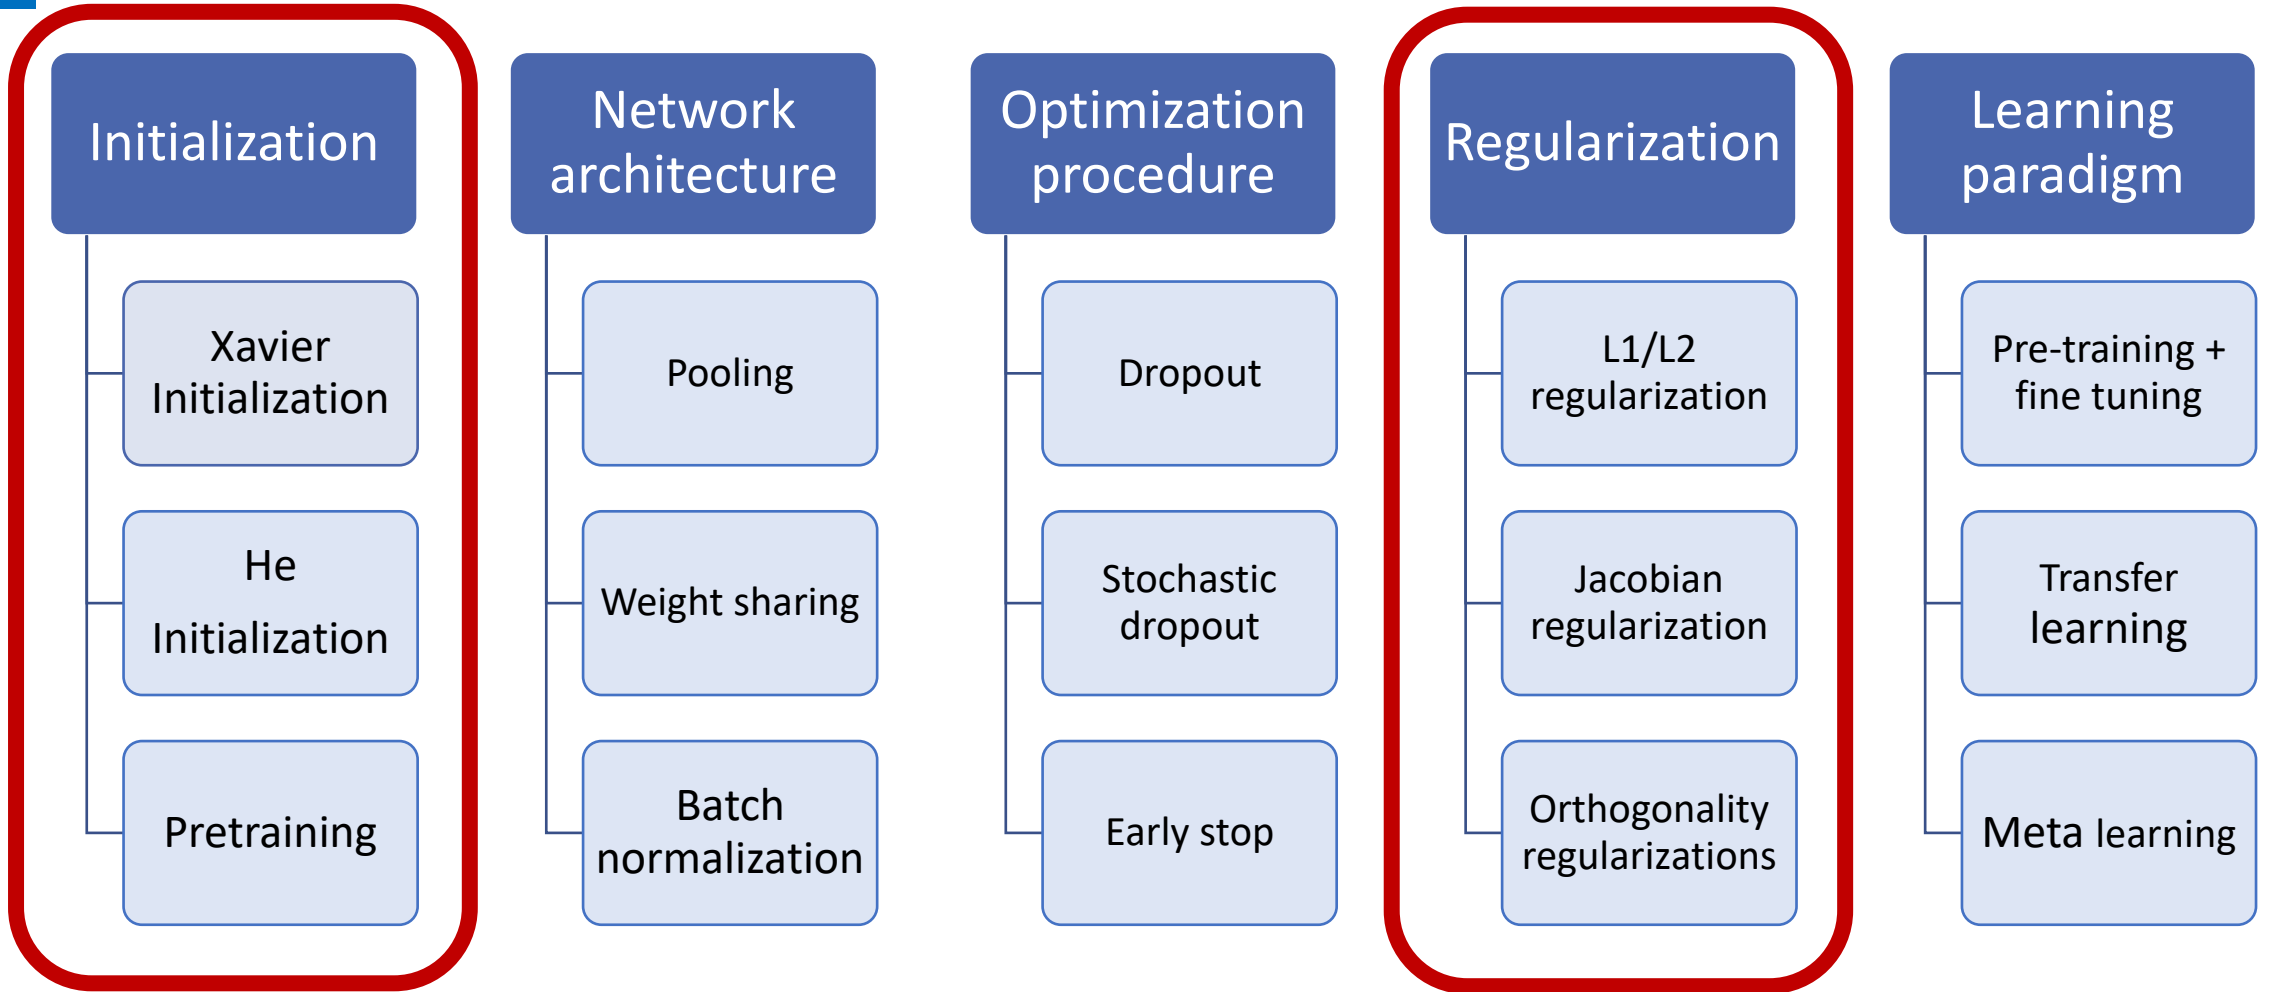 Initialization
Xavier
Initialization
He
Initialization
Pretraining
Network
architecture
Pooling
Weight sharing
Batch
normalization
Optimization
procedure
Dropout
Stochastic
dropout
Early stop
Regularization
L1/L2
regularization
Jacobian
regularization
Orthogonality
regularizations
Learning
paradigm
Pre-training +
fine tuning
Transfer
learning
Meta learning